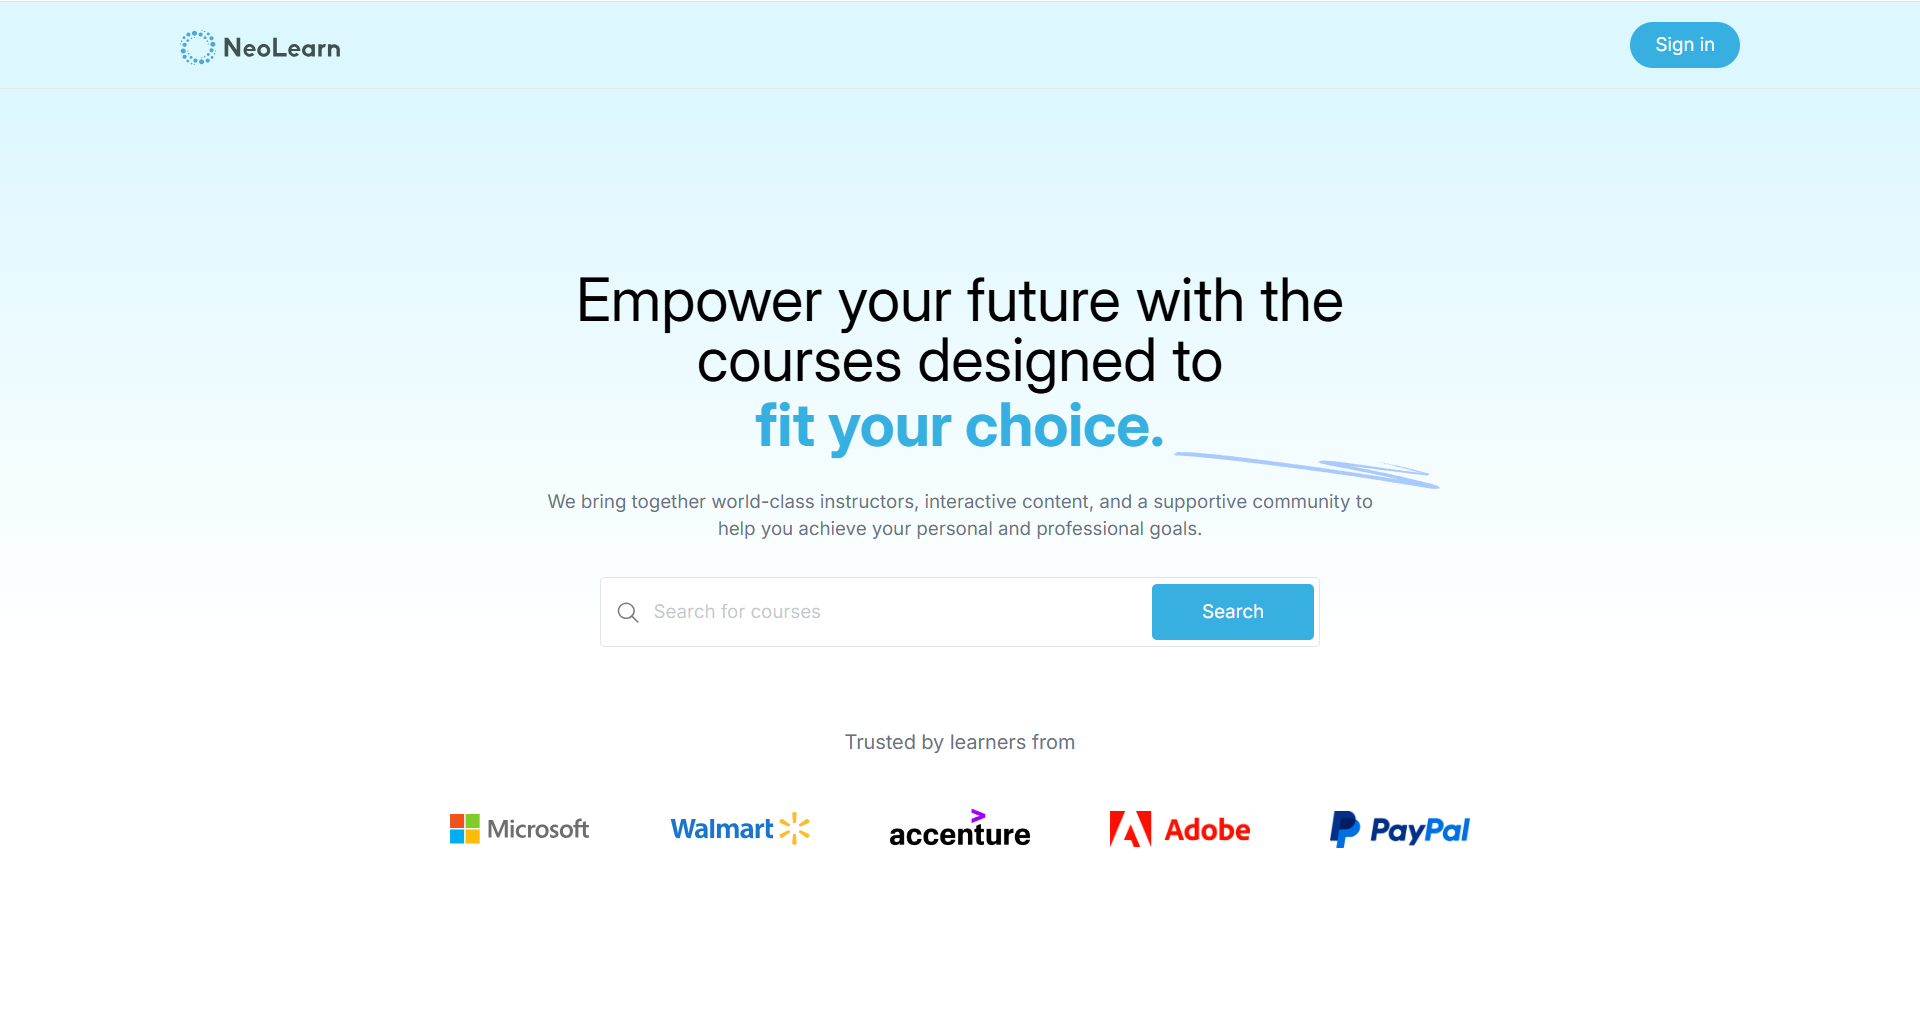 NeoLearn
Sign in
Empower your future with the
courses designed to
fit your choice.
We bring together world-class instructors, interactive content, and a supportive community to
help you achieve your personal and professional goals.
Search for courses
Search
Trusted by learners from
Microsoft
Walmart
accenture
Adobe
PayPal